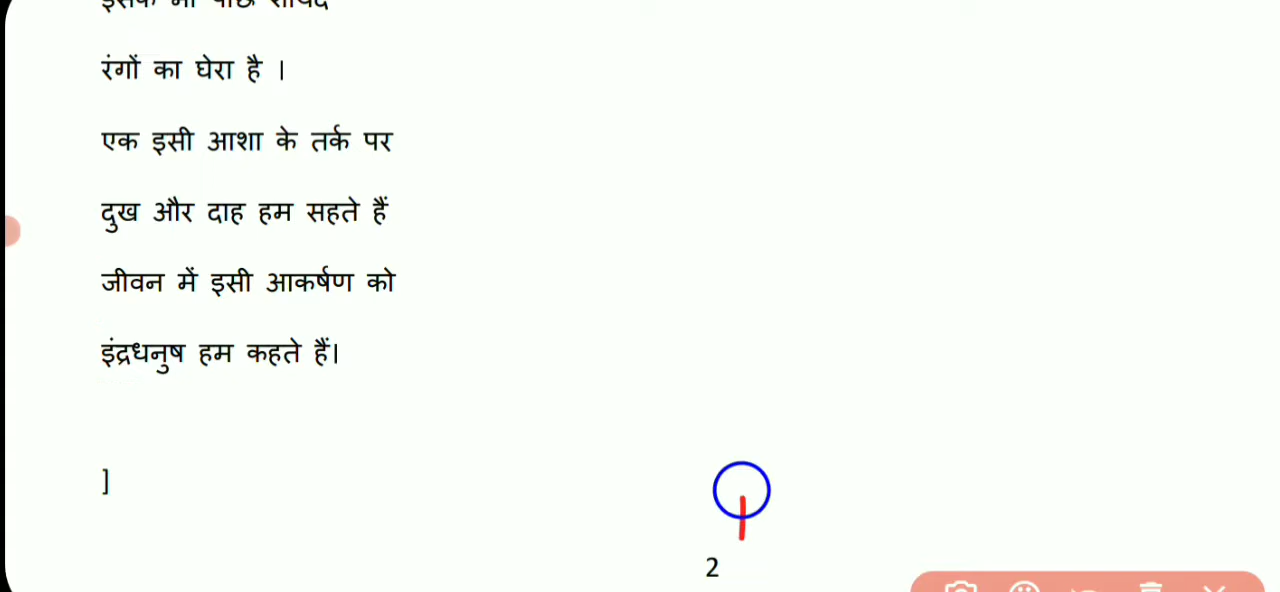 रंगों का घेरा है ।
एक इसी आशा के तर्क पर
दुख और दाह हम सहते हैं
जीवन में इसी आकर्षण को
इंद्रधनुष हम कहते हैं।
]
2